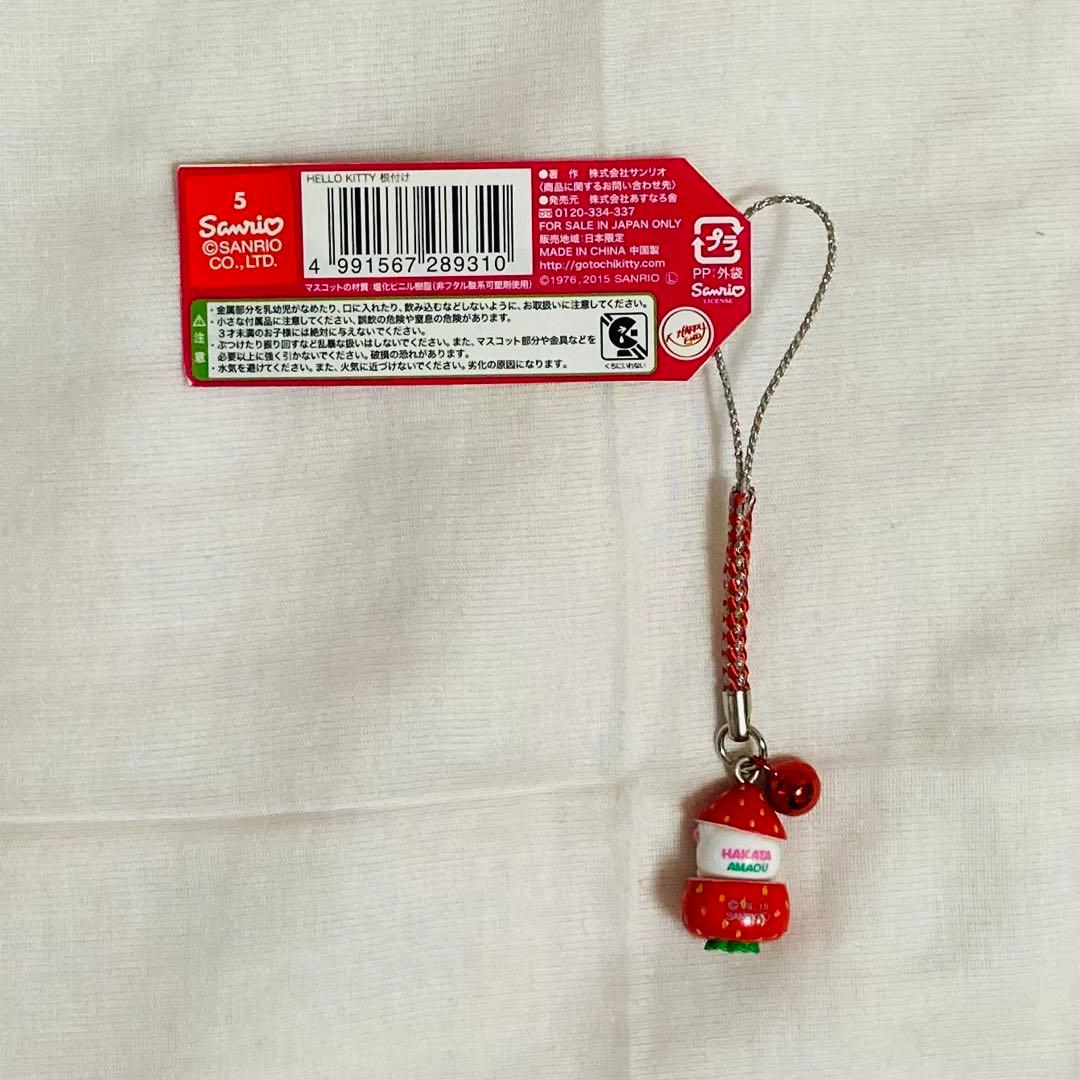 5
Sanrio
©SANRIO
CO.,LTD.
HELLO KITTY 根付け
4 991567 289310
マスコットの材質:塩化ビニル樹脂(非フタル酸系可塑剤使用)
●著 作 株式会社サンリオ
〈商品に関するお問い合わせ先〉
●発売元 株式会社あすなろ舎
0120-334-337
FOR SALE IN JAPAN ONLY
販売地域:日本限定
MADE IN CHINA 中国製
http://gotochikitty.com
©1976, 2015 SANRIO Ⓛ
プラ
PP:外袋
Sanrio
LICENSE
注意
・金属部分を乳幼児がなめたり、口に入れたり、飲み込むなどしないように、お取扱いに注意してください。
・小さな付属品に注意してください、誤飲の危険や窒息の危険があります。
3才未満のお子様には絶対に与えないでください。
・ぶつけたり振り回すなど乱暴な扱いはしないでください。また、マスコット部分や金具などを
必要以上に強く引かないでください。破損の恐れがあります。
・水気を避けてください。また、火気に近づけないでください。劣化の原因になります。
くちにいれない
HAKATA
AMAOU
SANRIO